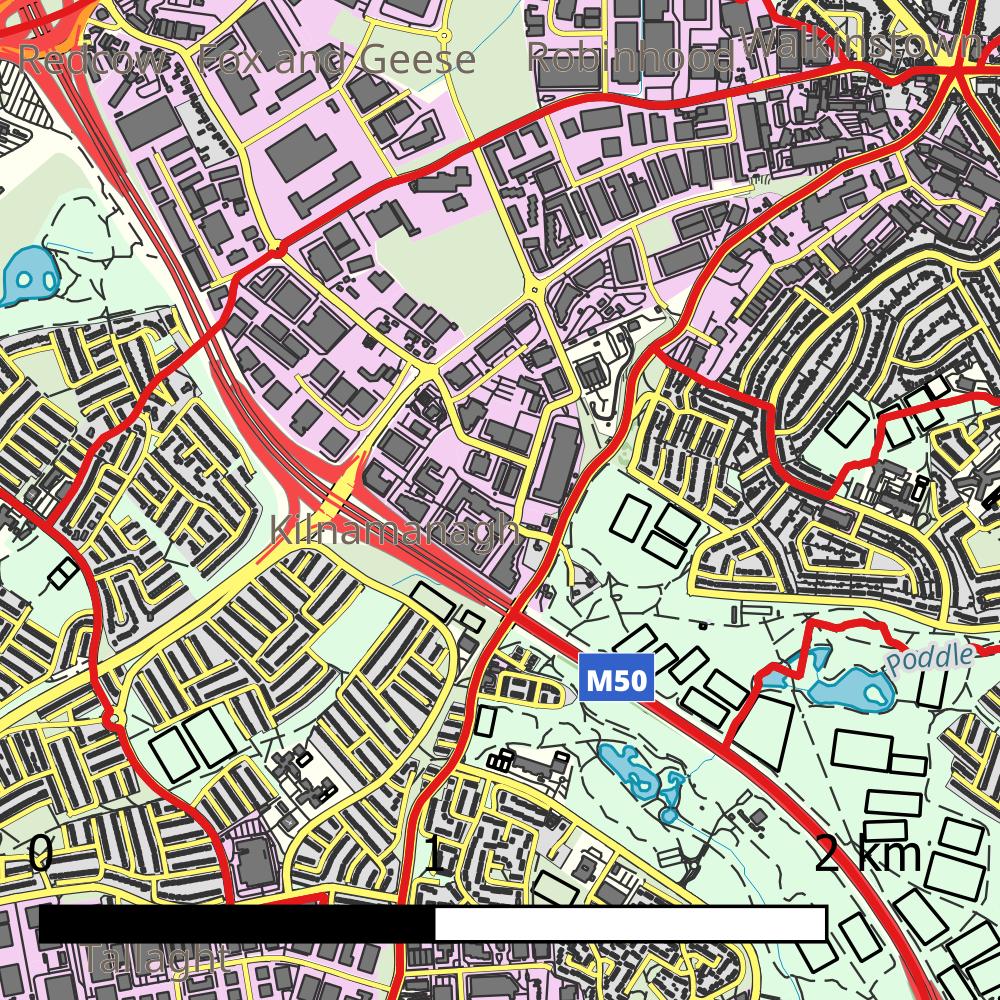 Redcow
Fox and Geese
Robinhood
Walkinstown
Kilnamanagh
Poddle
M50
0
1
2 km
Tallaght